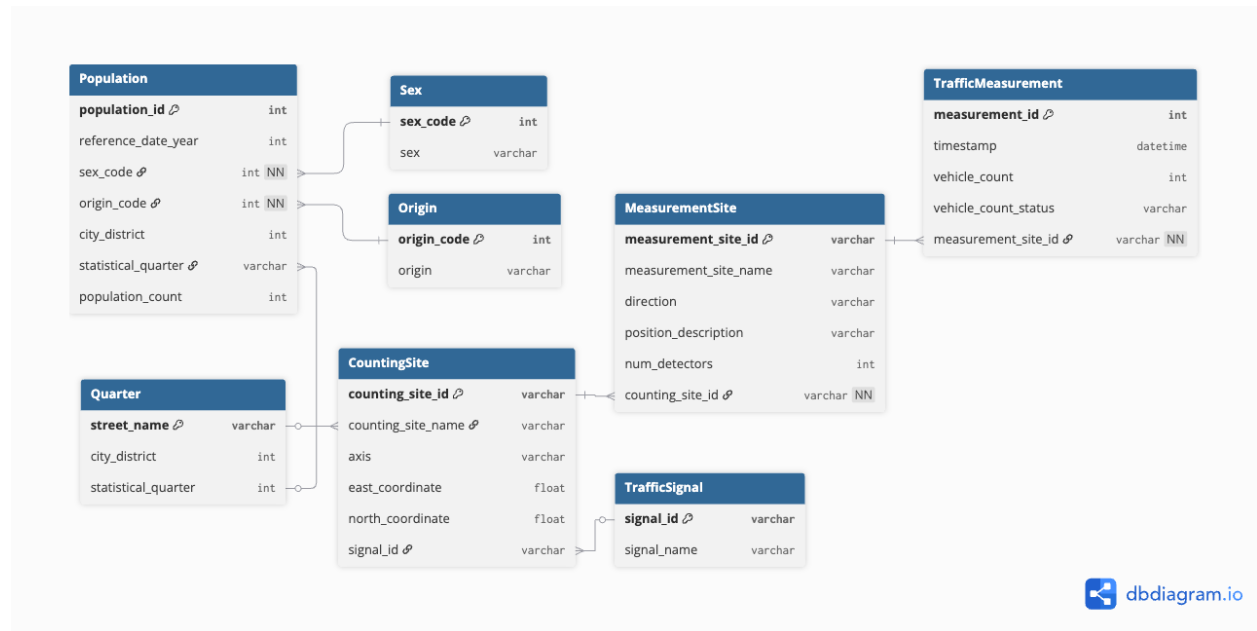 Population
population_id int
reference_date_year int
sex_code int NN
origin_code int NN
city_district int
statistical_quarter varchar
population_count int
Sex
sex_code int
sex varchar
Origin
origin_code int
origin varchar
Quarter
street_name varchar
city_district int
statistical_quarter int
CountingSite
counting_site_id varchar
counting_site_name varchar
axis varchar
east_coordinate float
north_coordinate float
signal_id varchar
MeasurementSite
measurement_site_id varchar
measurement_site_name varchar
direction varchar
position_description varchar
num_detectors int
counting_site_id varchar NN
TrafficSignal
signal_id varchar
signal_name varchar
TrafficMeasurement
measurement_id int
timestamp datetime
vehicle_count int
vehicle_count_status varchar
measurement_site_id varchar NN
dbdiagram.io